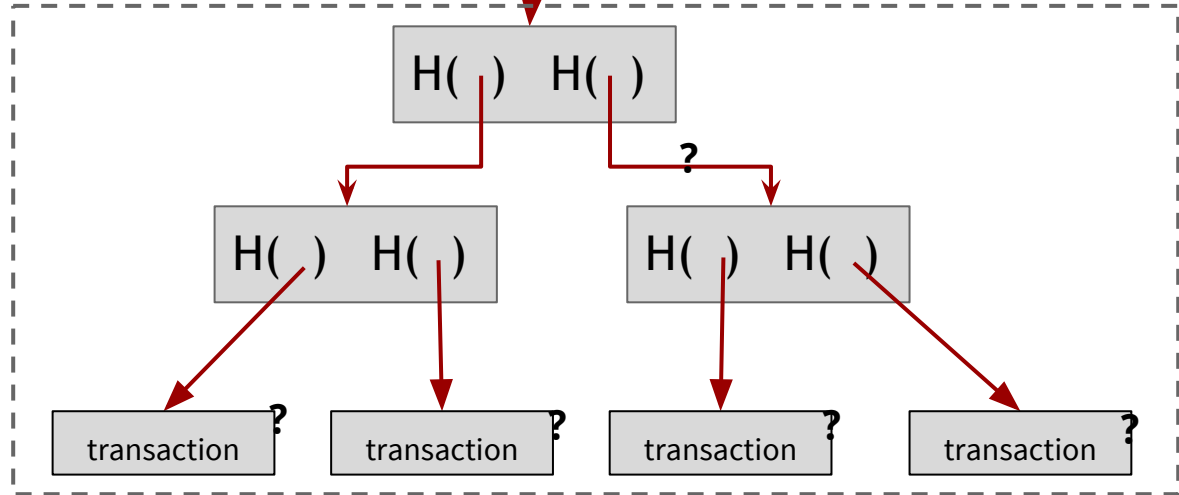 H( ) H( )
?
H( ) H( ) H( ) H( )
? ? ? ?
transaction transaction transaction transaction